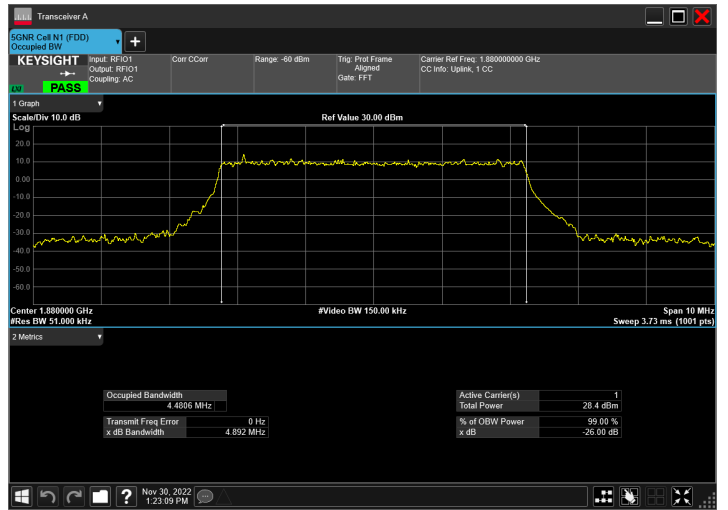 Transceiver A
5GNR Cell N1 (FDD)
Occupied BW
KEYSIGHT
LXI
PASS
Input: RFIO1
Output: RFIO1
Coupling: AC
Corr CCorr
Range: -60 dBm
Trig: Prot Frame
Aligned
Gate: FFT
Carrier Ref Freq: 1.880000000 GHz
CC Info: Uplink, 1 CC
1 Graph
Scale/Div 10.0 dB
Ref Value 30.00 dBm
Log
20.0
10.0
0.00
-10.0
-20.0
-30.0
-40.0
-50.0
-60.0
Center 1.880000 GHz
#Video BW 150.00 kHz
Span 10 MHz
#Res BW 51.000 kHz
Sweep 3.73 ms (1001 pts)
2 Metrics
Occupied Bandwidth
4.4806 MHz
Active Carrier(s) 1
Total Power 28.4 dBm
Transmit Freq Error 0 Hz
x dB Bandwidth 4.892 MHz
% of OBW Power 99.00 %
x dB -26.00 dB
Nov 30, 2022
1:23:09 PM